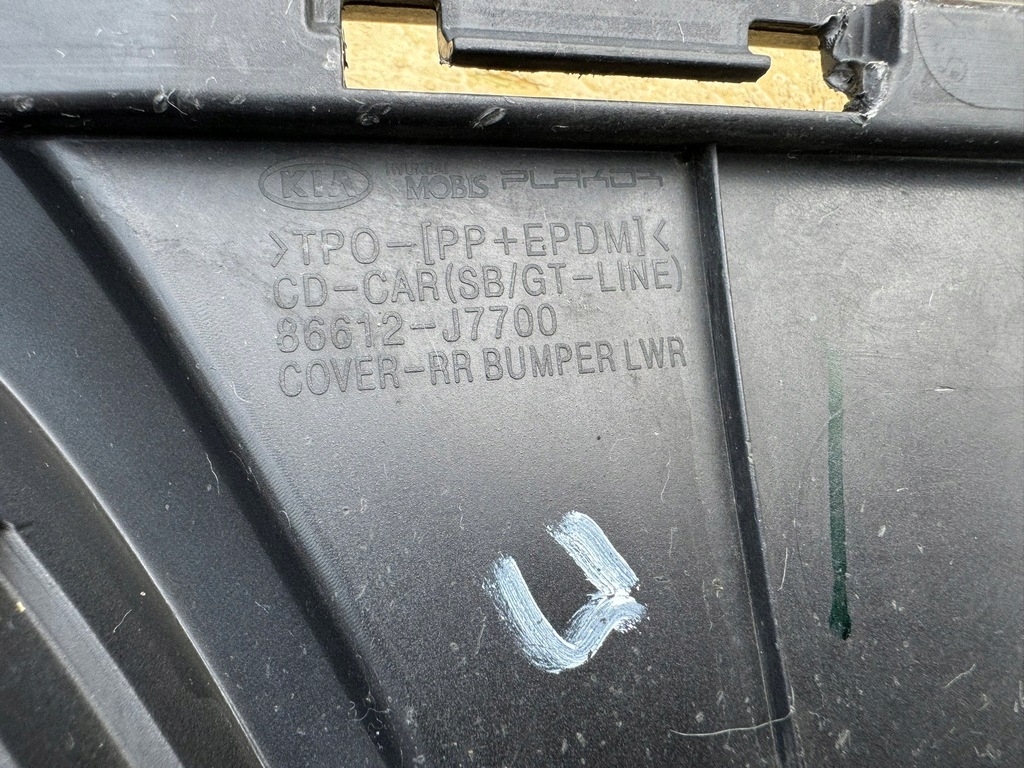 KIA MOBIS PLAKOR
>TPO-[PP+EPDM]<
CD-CAR(SB/GT-LINE)
86612-J7700
COVER-RR BUMPER LWR